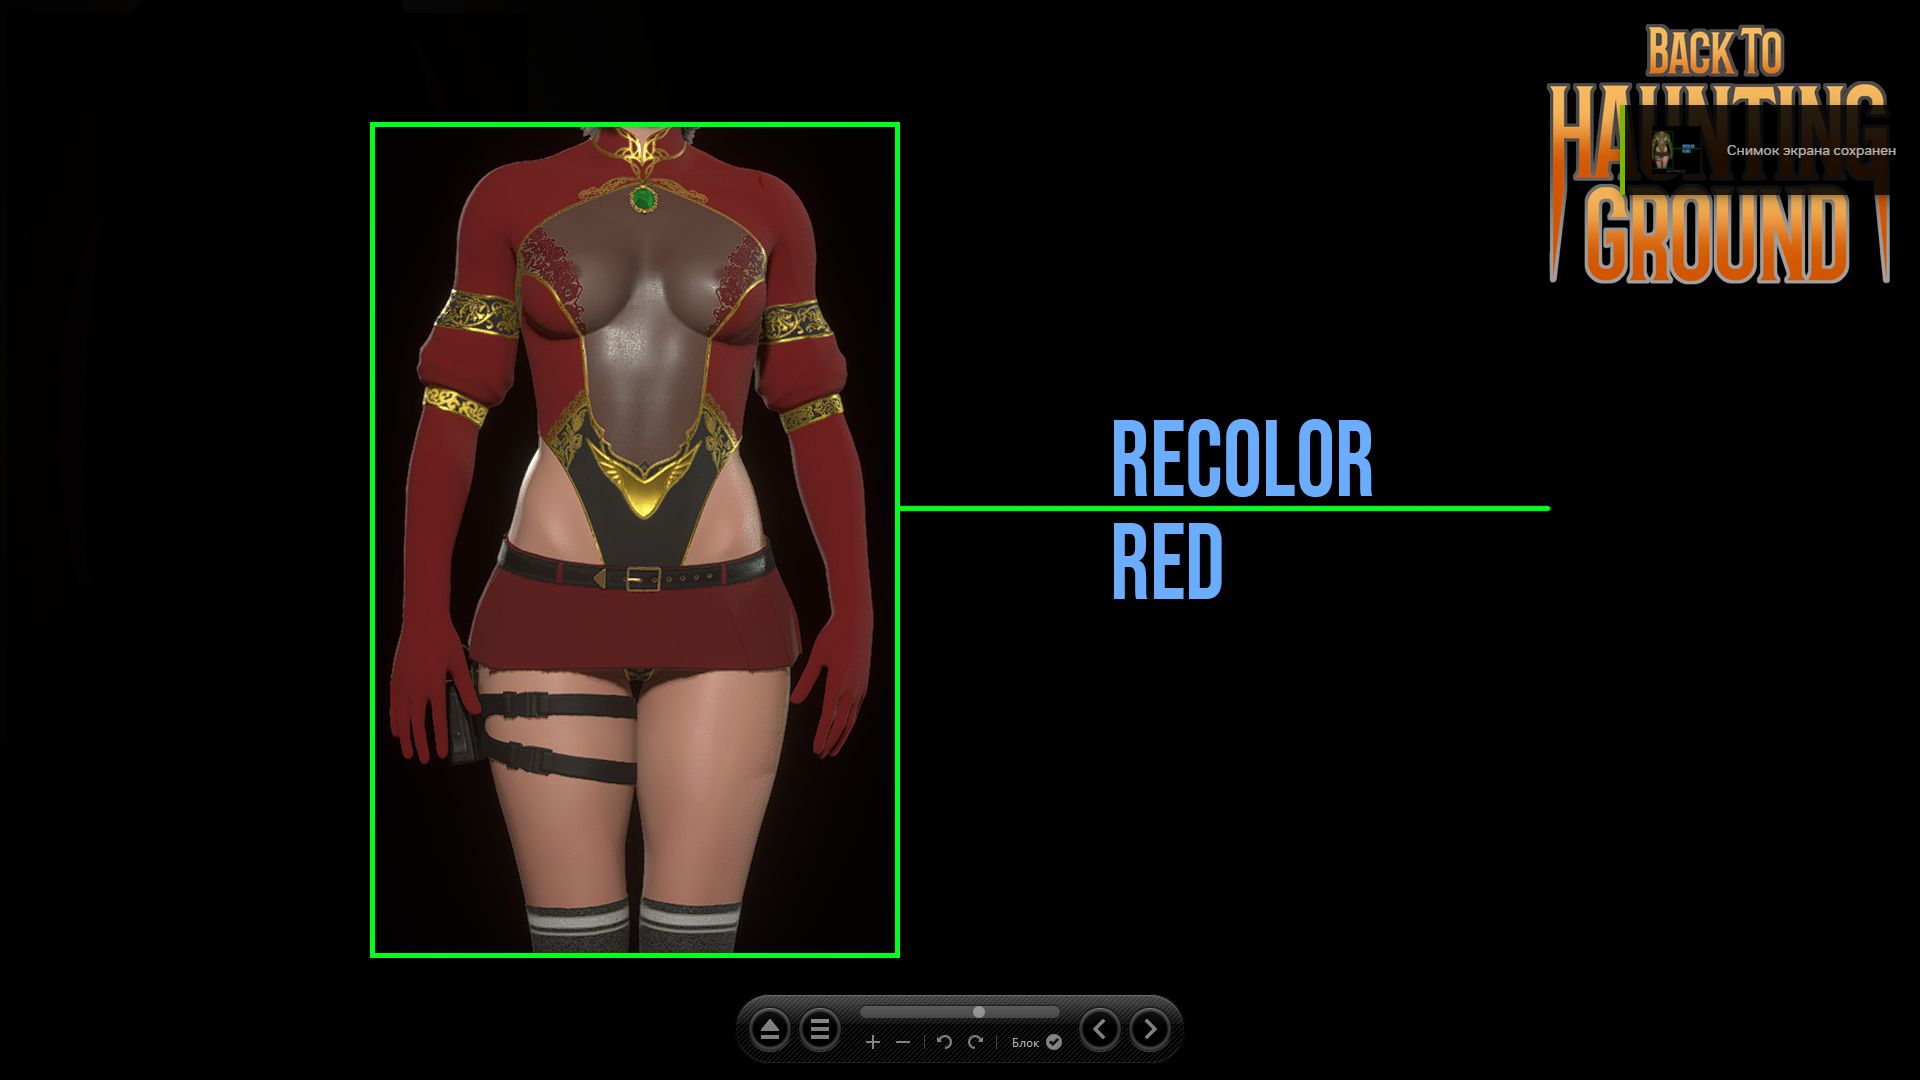 BACK TO
HAUNTING
GROUND
Снимок экрана сохранен
RECOLOR
RED
Блок